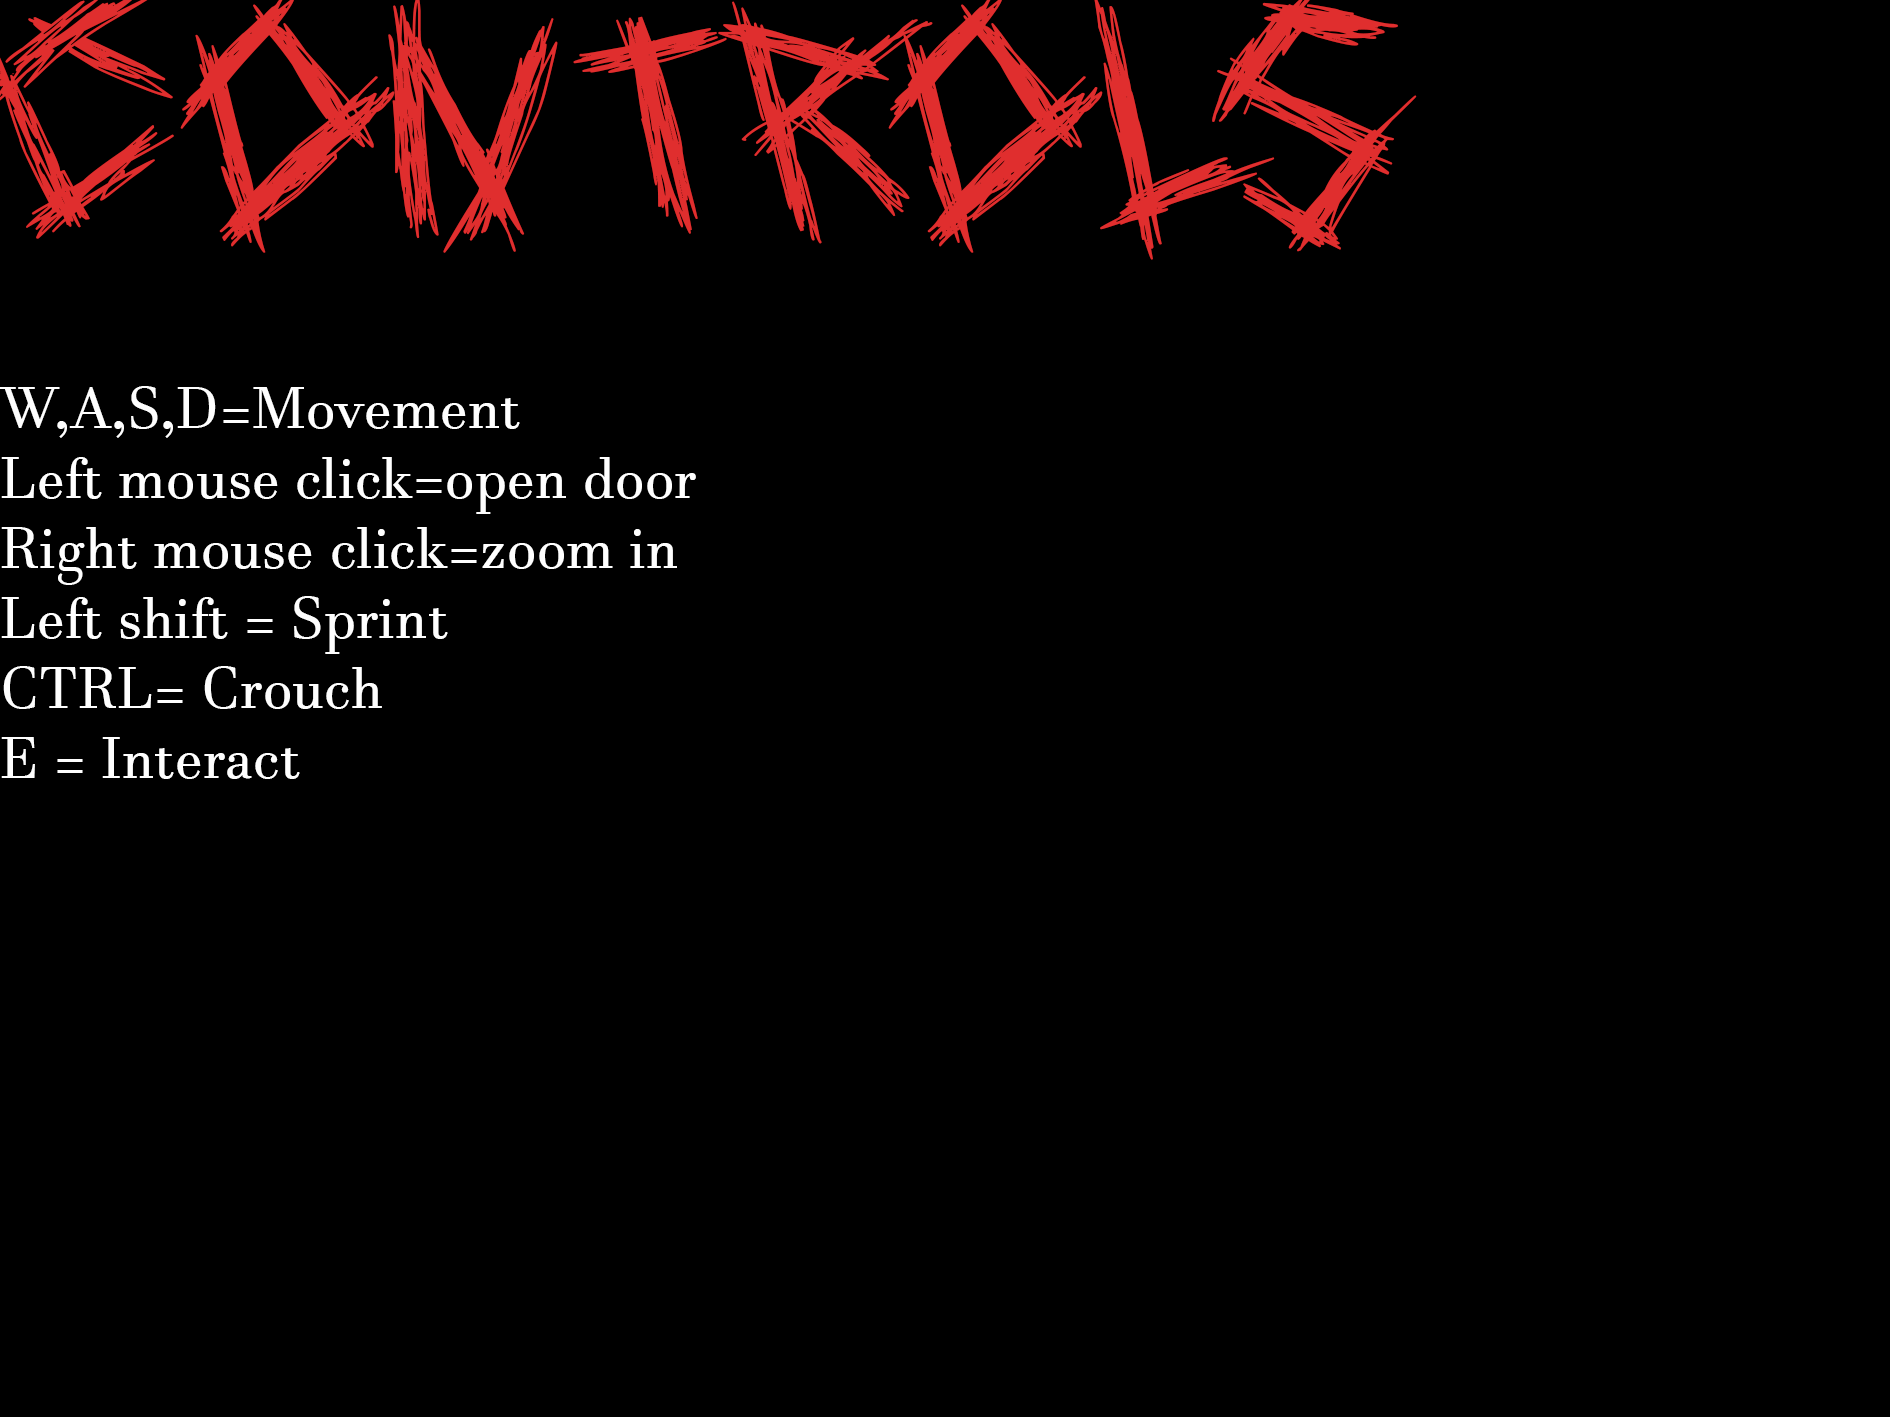 CONTROLS
W,A,S,D=Movement
Left mouse click=open door
Right mouse click=zoom in
Left shift = Sprint
CTRL= Crouch
E = Interact